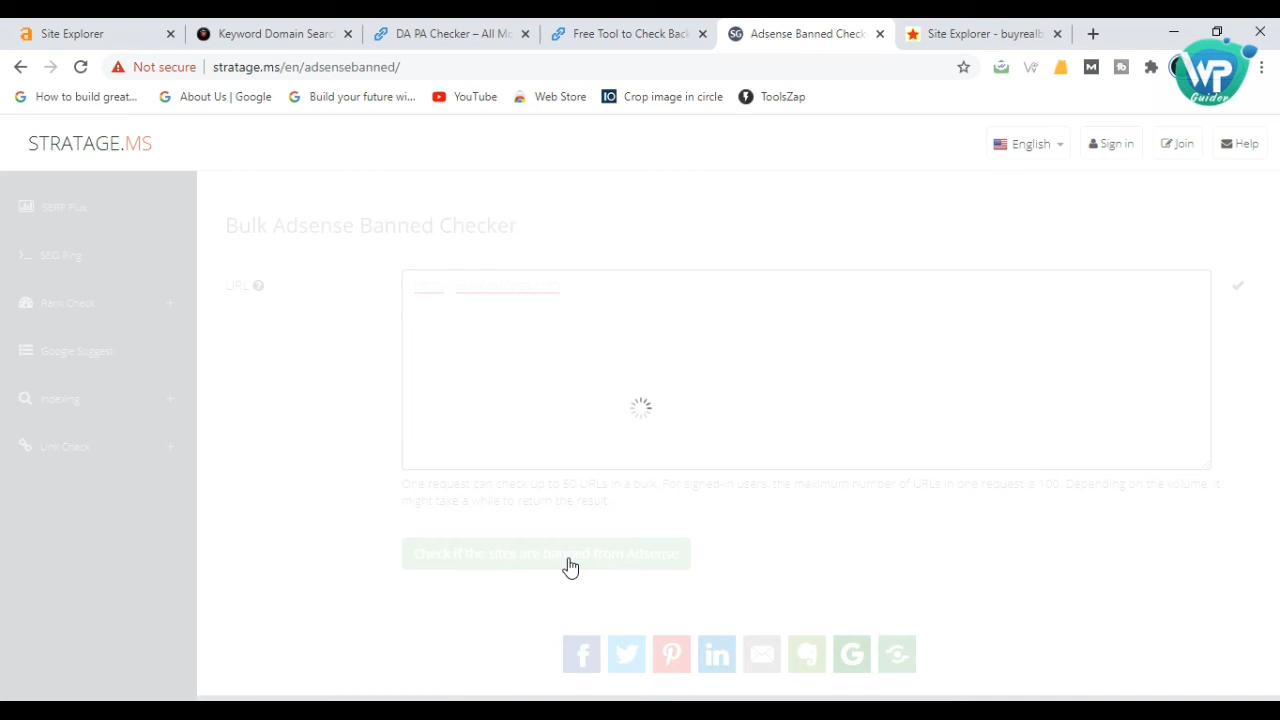 Site Explorer
Keyword Domain Searc
DA PA Checker – All Mo
Free Tool to Check Back
SG
Adsense Banned Check
Site Explorer - buyrealb
Not secure
stratage.ms/en/adsensebanned/
WP
Guider
How to build great...
About Us | Google
Build your future wi...
YouTube
Web Store
IO
Crop image in circle
ToolsZap
STRATAGE.MS
English
Sign in
Join
Help
SERP Plus
SEO Ping
Rank Check
Google Suggest
Indexing
Link Check
Bulk Adsense Banned Checker
URL
One request can check up to 50 URLs in a bulk. For signed-in users, the maximum number of URLs in one request is 100. Depending on the volume, it
might take a while to return the result.
Check if the sites are banned from Adsense